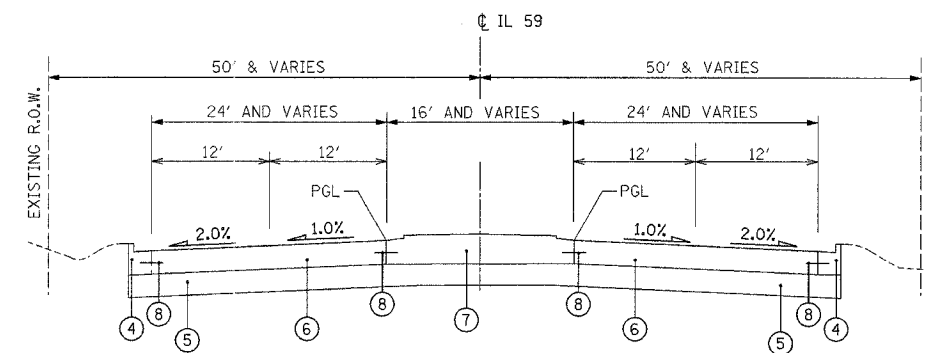 ℄ IL 59
50' & VARIES 50' & VARIES
EXISTING R.O.W.
24' AND VARIES 16' AND VARIES 24' AND VARIES
12' 12' 12' 12'
PGL PGL
2.0% 1.0% 1.0% 2.0%
4 8 5 6 8 7 8 6 5 8 4